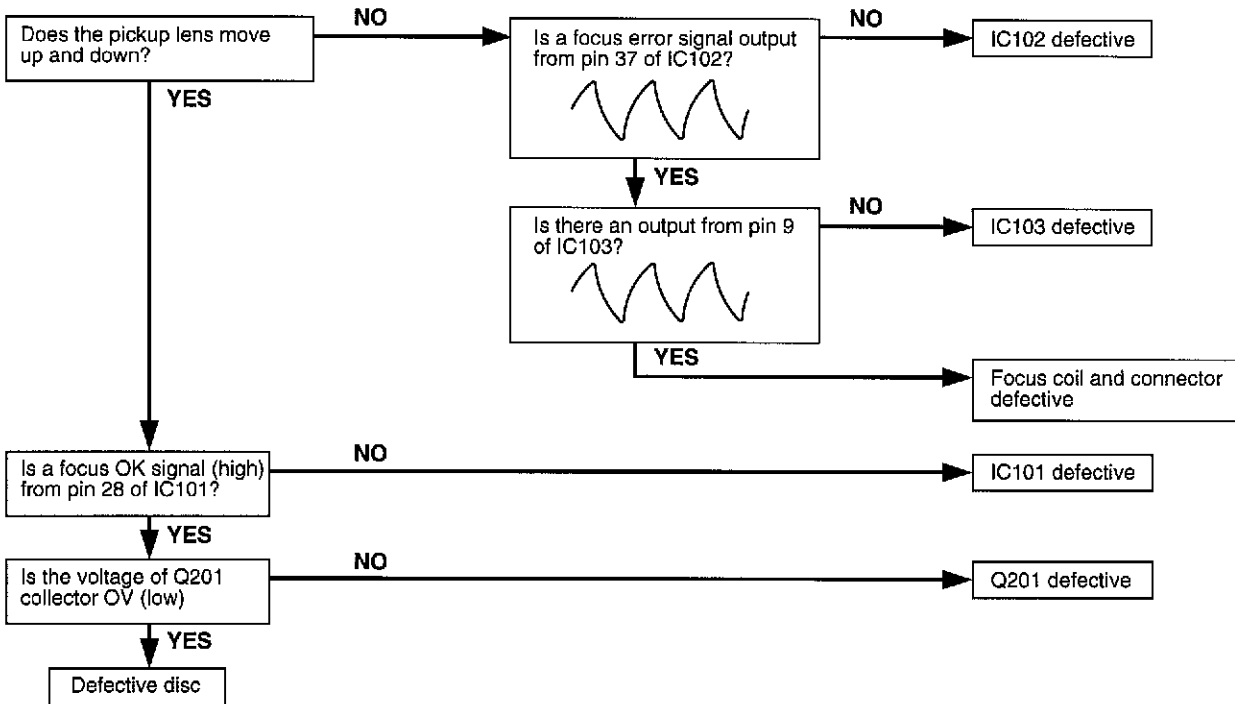 Does the pickup lens move
up and down?
NO
Is a focus error signal output
from pin 37 of IC102?
NO
IC102 defective
YES
YES
Is there an output from pin 9
of IC103?
NO
IC103 defective
YES
Focus coil and connector
defective
Is a focus OK signal (high)
from pin 28 of IC101?
NO
IC101 defective
YES
Is the voltage of Q201
collector OV (low)
NO
Q201 defective
YES
Defective disc